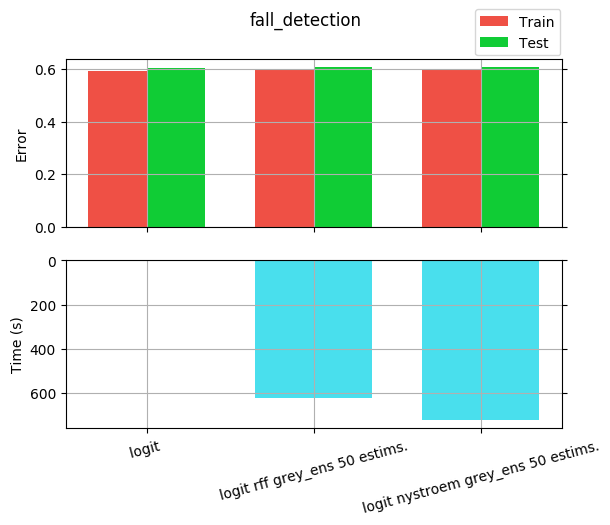 fall_detection
Train
Test
0.6
0.4
0.2
0.0
Error
0
200
400
600
Time (s)
logit
logit rff grey_ens 50 estims.
logit nystroem grey_ens 50 estims.